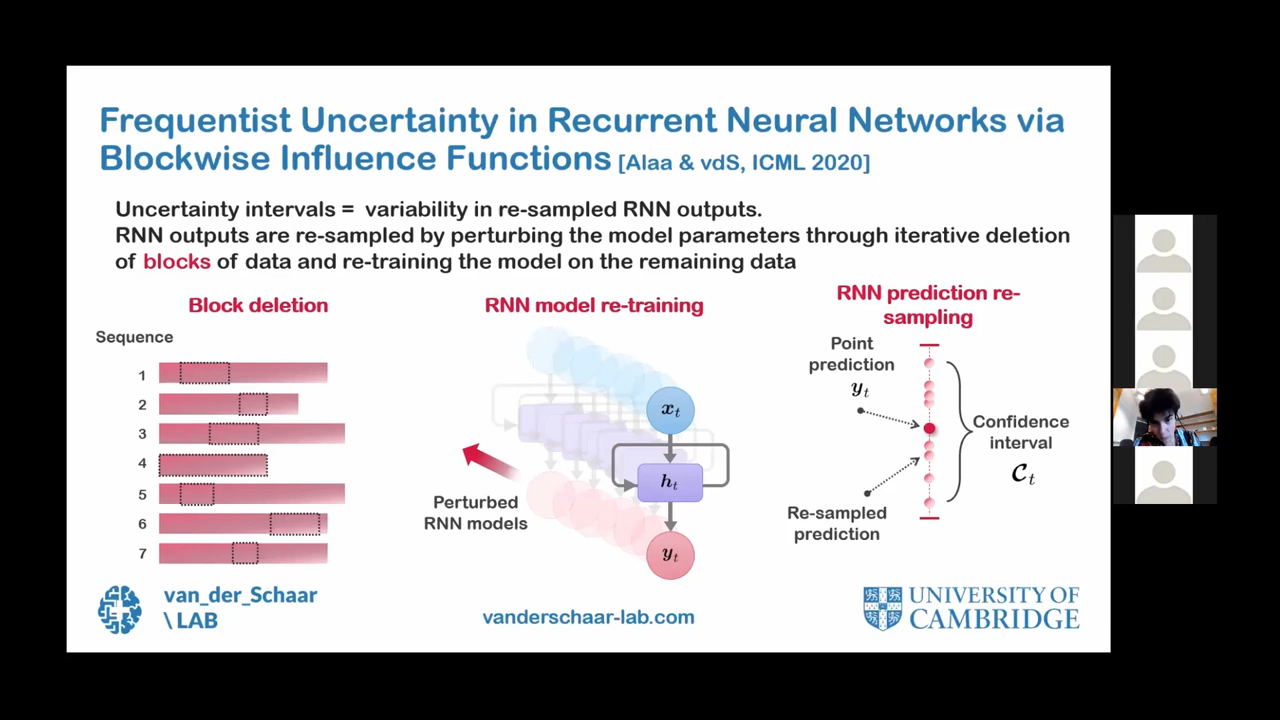 Frequentist Uncertainty in Recurrent Neural Networks via
Blockwise Influence Functions [Alaa & vdS, ICML 2020]
Uncertainty intervals = variability in re-sampled RNN outputs.
RNN outputs are re-sampled by perturbing the model parameters through iterative deletion
of blocks of data and re-training the model on the remaining data
Block deletion
Sequence
1
2
3
4
5
6
7
RNN model re-training
x_t
h_t
y_t
Perturbed
RNN models
RNN prediction re-
sampling
Point
prediction
y_t
Confidence
interval
C_t
Re-sampled
prediction
van_der_Schaar
\ LAB
vanderschaar-lab.com
UNIVERSITY OF
CAMBRIDGE